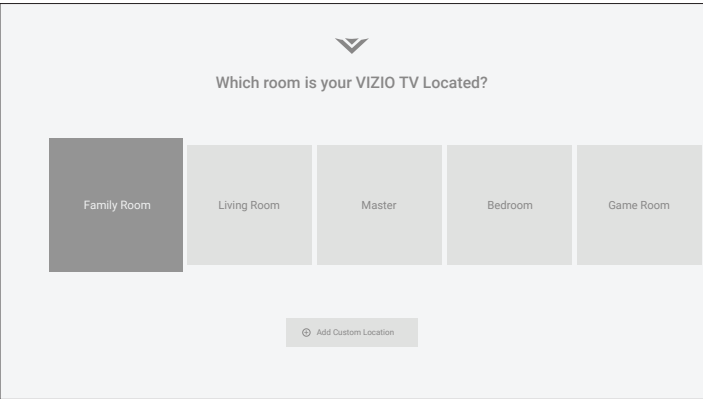 Which room is your VIZIO TV Located?
Family Room
Living Room
Master
Bedroom
Game Room
Add Custom Location